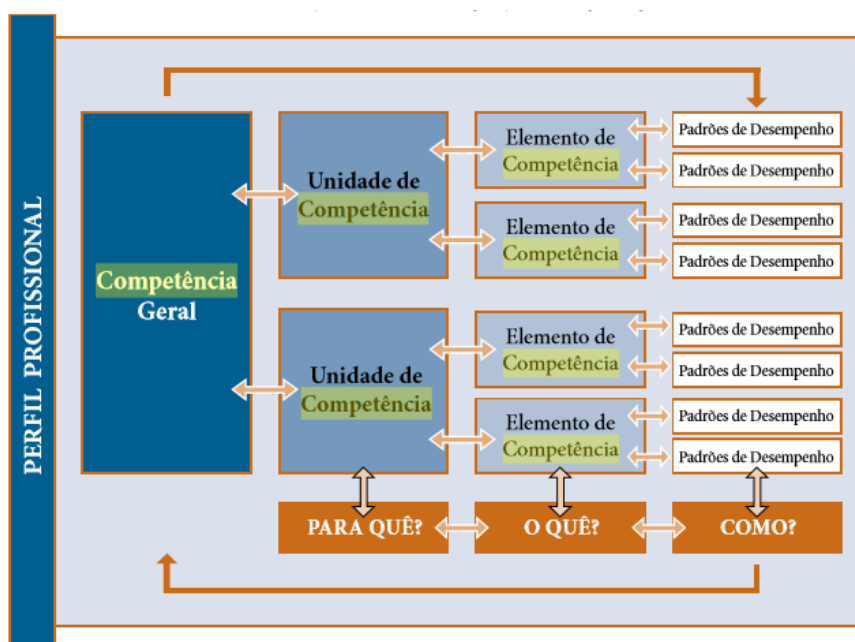 PERFIL PROFISSIONAL
Competência
Geral
Unidade de
Competência
Elemento de
Competência
Padrões de Desempenho
Padrões de Desempenho
Elemento de
Competência
Padrões de Desempenho
Padrões de Desempenho
Unidade de
Competência
Elemento de
Competência
Padrões de Desempenho
Padrões de Desempenho
Elemento de
Competência
Padrões de Desempenho
Padrões de Desempenho
PARA QUÊ?
O QUÊ?
COMO?